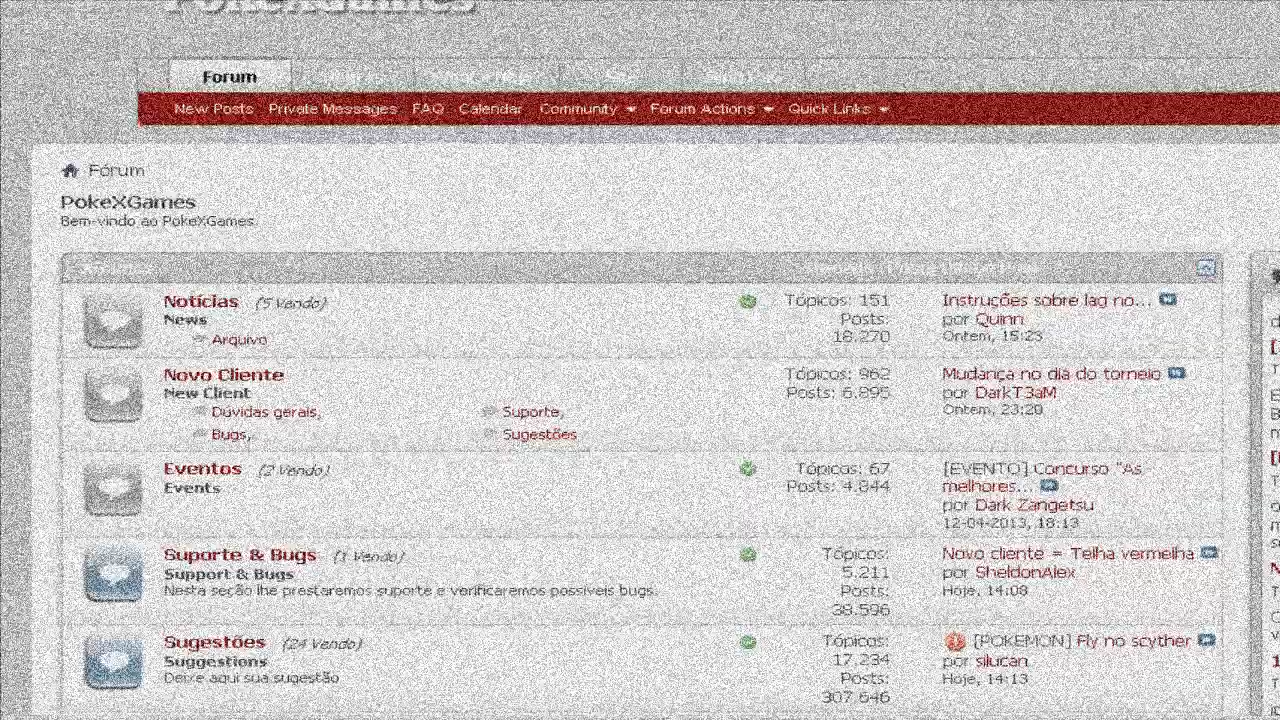 PokeXGames
Forum
New Posts Private Messages FAQ Calendar Community Forum Actions Quick Links
Fórum
PokeXGames
Bem-vindo ao PokeXGames.
Notícias (5 Vendo)
News
Arquivo
Tópicos: 151
Posts:
18.270
Instruções sobre lag no...
por Quinn
Ontem, 15:23
Novo Cliente
New Client
Dúvidas gerais, Suporte,
Bugs, Sugestões
Tópicos: 962
Posts: 6.895
Mudança no dia do torneio
por DarkT3aM
Ontem, 23:20
Eventos (2 Vendo)
Events
Tópicos: 67
Posts: 4.844
[EVENTO] Concurso "As
melhores...
por Dark Zangetsu
12-04-2013, 18:13
Suporte & Bugs (1 Vendo)
Support & Bugs
Nesta seção lhe prestaremos suporte e verificaremos possíveis bugs.
Tópicos:
5.211
Posts:
38.596
Novo cliente = Telha vermelha
por SheldonAlex
Hoje, 14:08
Sugestões (24 Vendo)
Suggestions
Deixe aqui sua sugestão
Tópicos:
17.234
Posts:
307.646
[POKEMON] Fly no scyther
por silucan
Hoje, 14:13